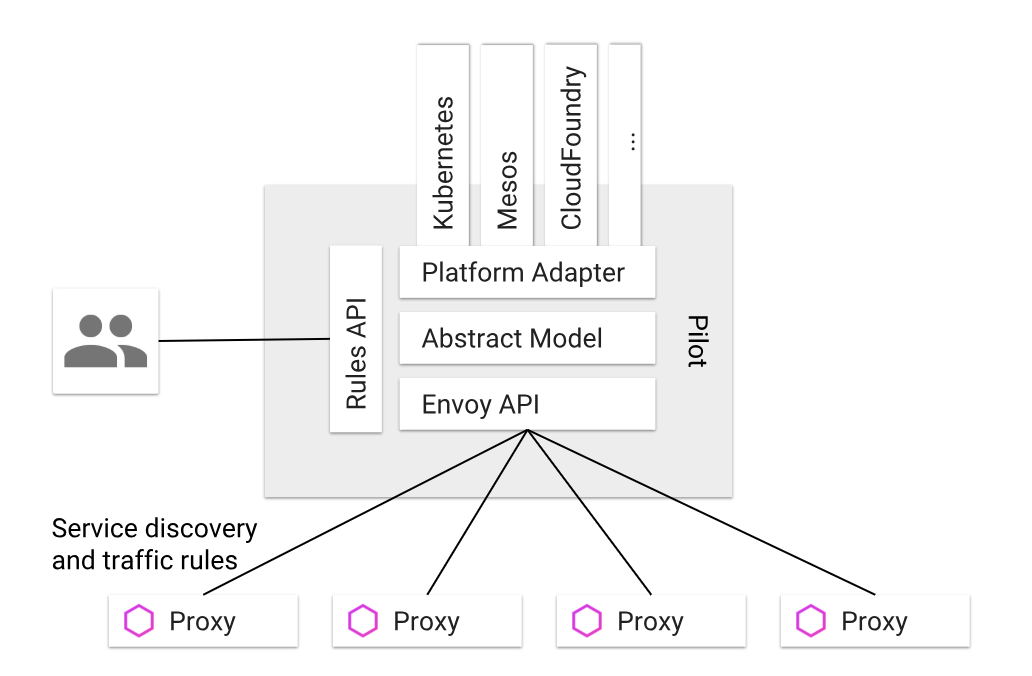 Kubernetes
Mesos
CloudFoundry
...
Platform Adapter
Rules API
Abstract Model
Pilot
Envoy API
Service discovery
and traffic rules
Proxy
Proxy
Proxy
Proxy